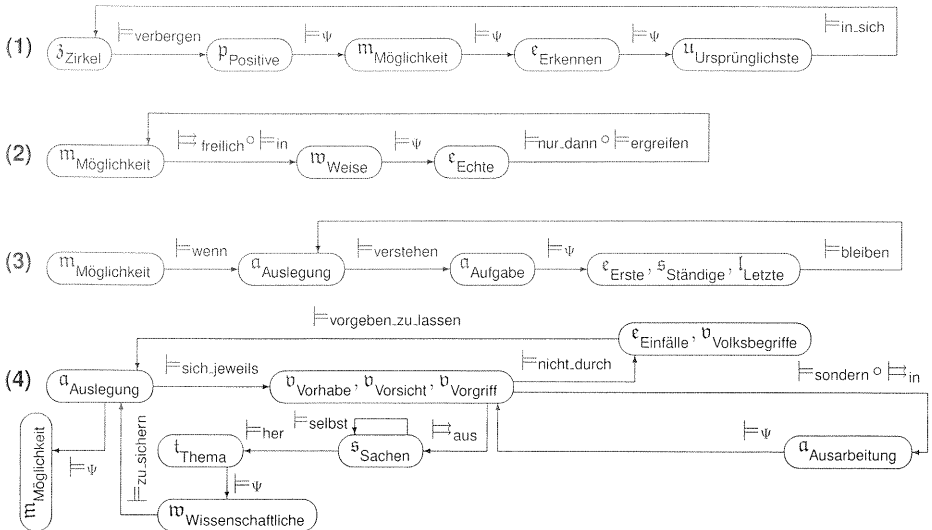 (1) 𝔷Zirkel ⊨verbergen 𝔭Positive ⊨Ψ 𝔪Möglichkeit ⊨Ψ 𝔢Erkennen ⊨Ψ 𝔲Ursprünglichste ⊨in_sich
(2) 𝔪Möglichkeit ⊨freilich ∘ ⊨in 𝔴Weise ⊨Ψ 𝔢Echte ⊨nur_dann ∘ ⊨ergreifen
(3) 𝔪Möglichkeit ⊨wenn 𝔞Auslegung ⊨verstehen 𝔞Aufgabe ⊨Ψ 𝔢Erste, 𝔰Ständige, 𝔩Letzte ⊨bleiben
⊨vorgeben_zu_lassen 𝔢Einfälle, 𝔳Volksbegriffe
(4) 𝔞Auslegung ⊨sich_jeweils 𝔳Vorhabe, 𝔳Vorsicht, 𝔳Vorgriff ⊨nicht_durch ⊨sondern ∘ ⊨in
𝔪Möglichkeit ⊨Ψ ⊨zu_sichern 𝔱Thema ⊨her ⊨selbst 𝔰Sachen ⊨aus ⊨Ψ 𝔞Ausarbeitung
⊨Ψ
𝔴Wissenschaftliche